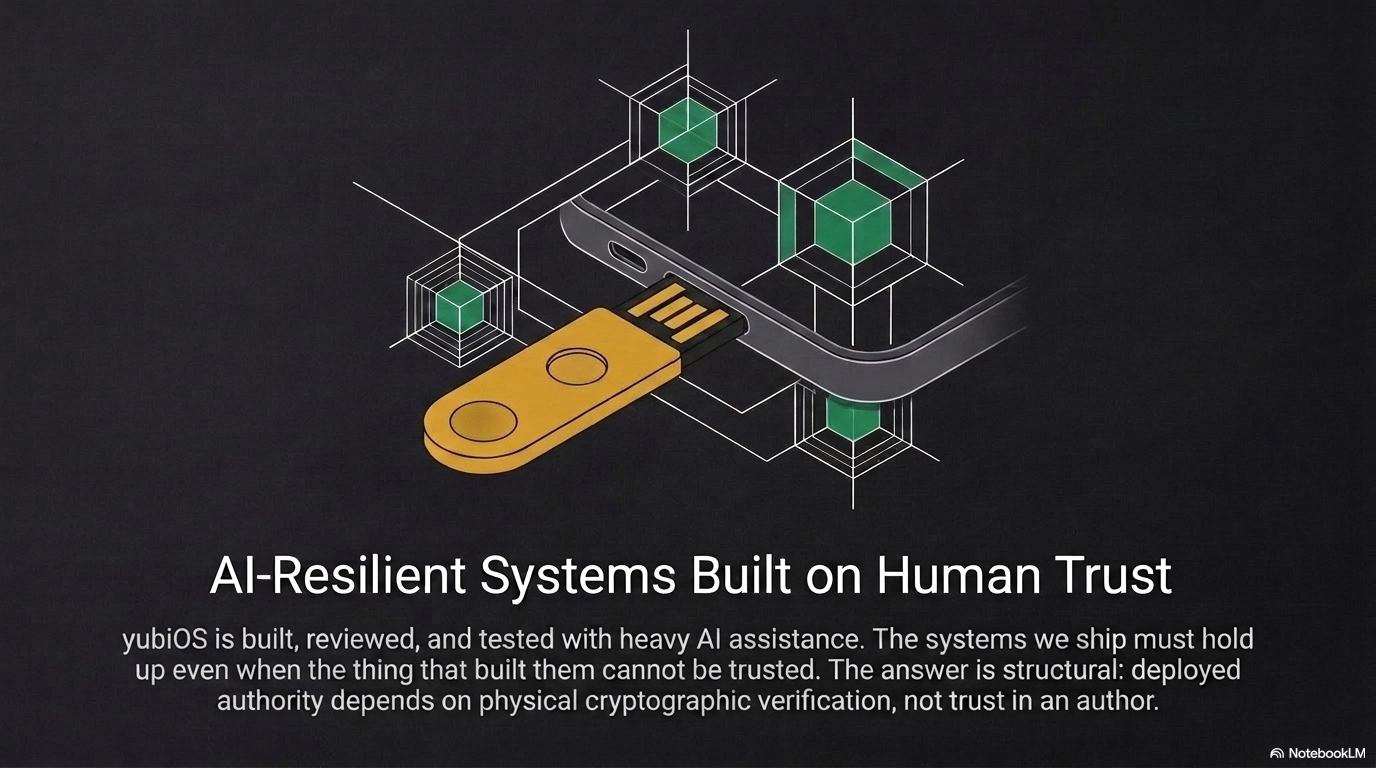 AI-Resilient Systems Built on Human Trust
yubiOS is built, reviewed, and tested with heavy AI assistance. The systems we ship must hold
up even when the thing that built them cannot be trusted. The answer is structural: deployed
authority depends on physical cryptographic verification, not trust in an author.
NotebookLM